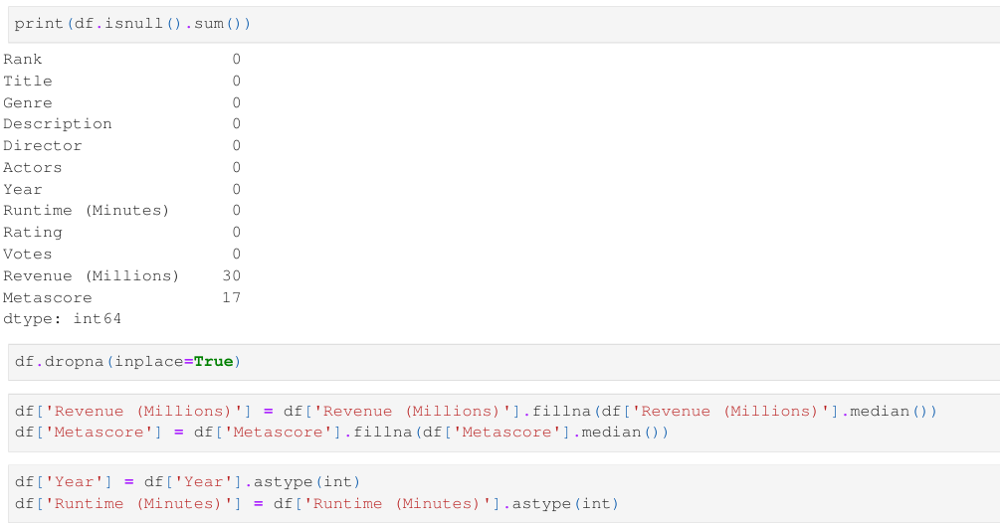 print(df.isnull().sum())
Rank 0
Title 0
Genre 0
Description 0
Director 0
Actors 0
Year 0
Runtime (Minutes) 0
Rating 0
Votes 0
Revenue (Millions) 30
Metascore 17
dtype: int64
df.dropna(inplace=True)
df['Revenue (Millions)'] = df['Revenue (Millions)'].fillna(df['Revenue (Millions)'].median())
df['Metascore'] = df['Metascore'].fillna(df['Metascore'].median())
df['Year'] = df['Year'].astype(int)
df['Runtime (Minutes)'] = df['Runtime (Minutes)'].astype(int)